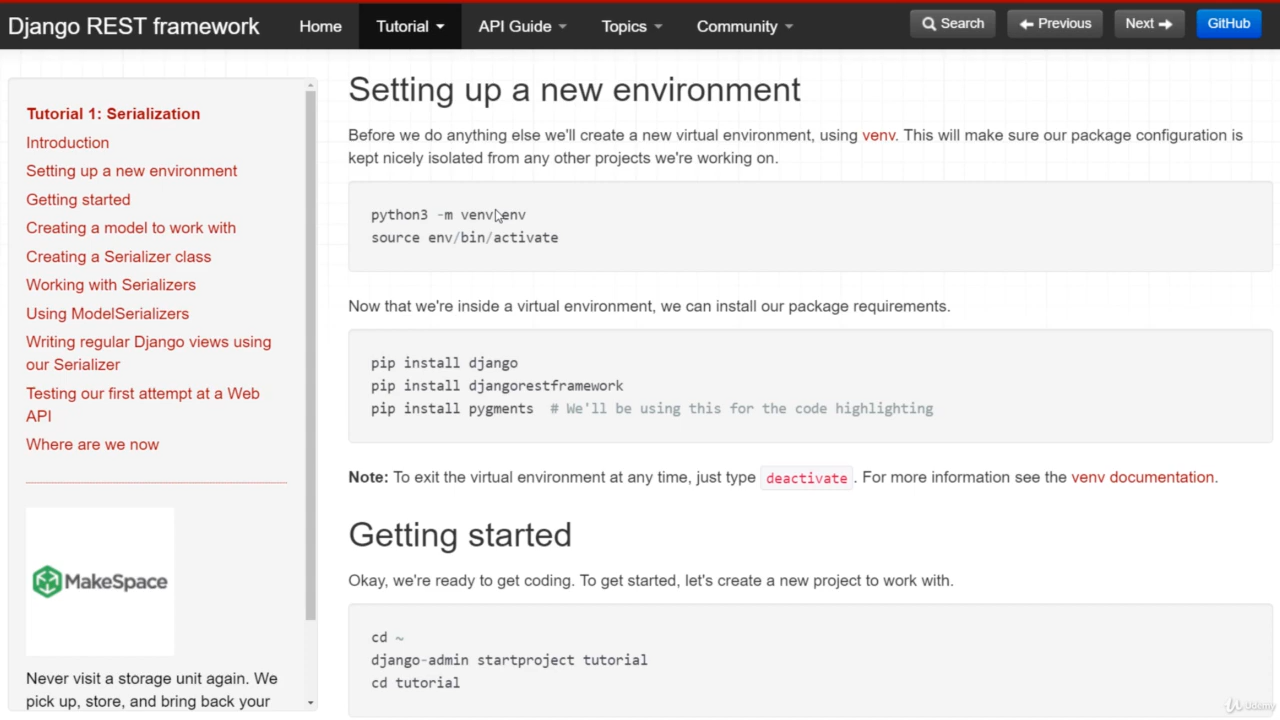 Django REST framework Home Tutorial API Guide Topics Community Search Previous Next GitHub
Tutorial 1: Serialization
Introduction
Setting up a new environment
Getting started
Creating a model to work with
Creating a Serializer class
Working with Serializers
Using ModelSerializers
Writing regular Django views using
our Serializer
Testing our first attempt at a Web
API
Where are we now
MakeSpace
Never visit a storage unit again. We
pick up, store, and bring back your
Setting up a new environment
Before we do anything else we'll create a new virtual environment, using venv. This will make sure our package configuration is
kept nicely isolated from any other projects we're working on.
python3 -m venv env
source env/bin/activate
Now that we're inside a virtual environment, we can install our package requirements.
pip install django
pip install djangorestframework
pip install pygments # We'll be using this for the code highlighting
Note: To exit the virtual environment at any time, just type deactivate. For more information see the venv documentation.
Getting started
Okay, we're ready to get coding. To get started, let's create a new project to work with.
cd ~
django-admin startproject tutorial
cd tutorial
Udemy